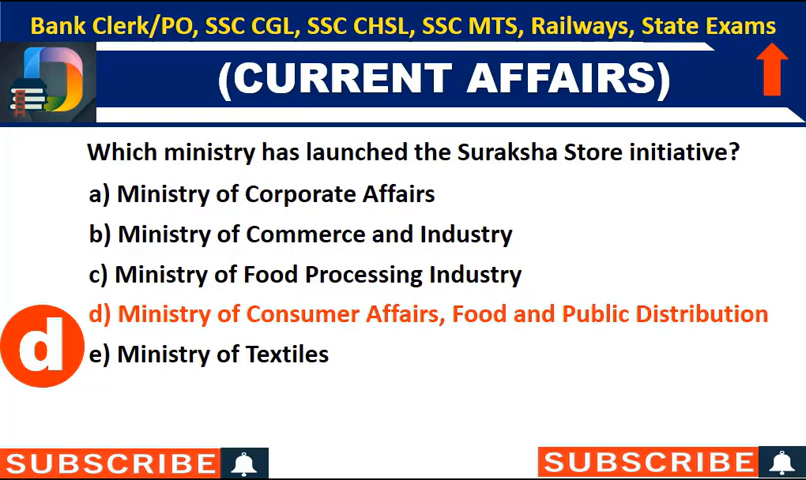 Bank Clerk/PO, SSC CGL, SSC CHSL, SSC MTS, Railways, State Exams
(CURRENT AFFAIRS)
Which ministry has launched the Suraksha Store initiative?
a) Ministry of Corporate Affairs
b) Ministry of Commerce and Industry
c) Ministry of Food Processing Industry
d) Ministry of Consumer Affairs, Food and Public Distribution
d
e) Ministry of Textiles
SUBSCRIBE
SUBSCRIBE